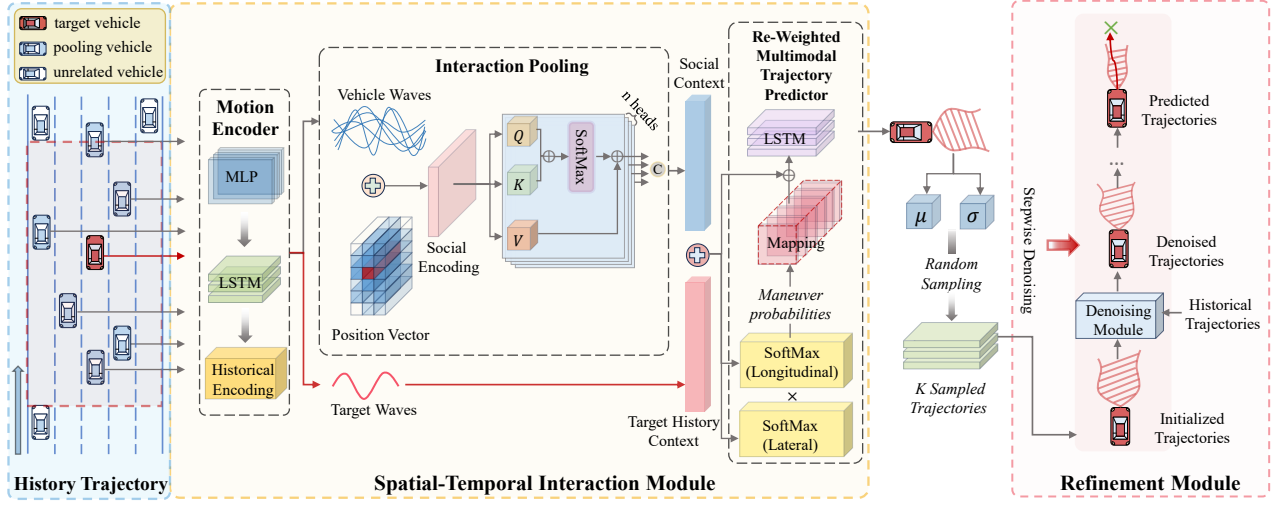 target vehicle
pooling vehicle
unrelated vehicle
History Trajectory
Motion
Encoder
MLP
LSTM
Historical
Encoding
Interaction Pooling
Vehicle Waves
Position Vector
Social
Encoding
Q
K
V
SoftMax
n heads
C
Target Waves
Social
Context
Target History
Context
Re-Weighted
Multimodal
Trajectory
Predictor
LSTM
Mapping
Maneuver
probabilities
SoftMax
(Longitudinal)
×
SoftMax
(Lateral)
Spatial-Temporal Interaction Module
μ
σ
Random
Sampling
K Sampled
Trajectories
Stepwise Denoising
Predicted
Trajectories
...
Denoised
Trajectories
Denoising
Module
Historical
Trajectories
Initialized
Trajectories
Refinement Module